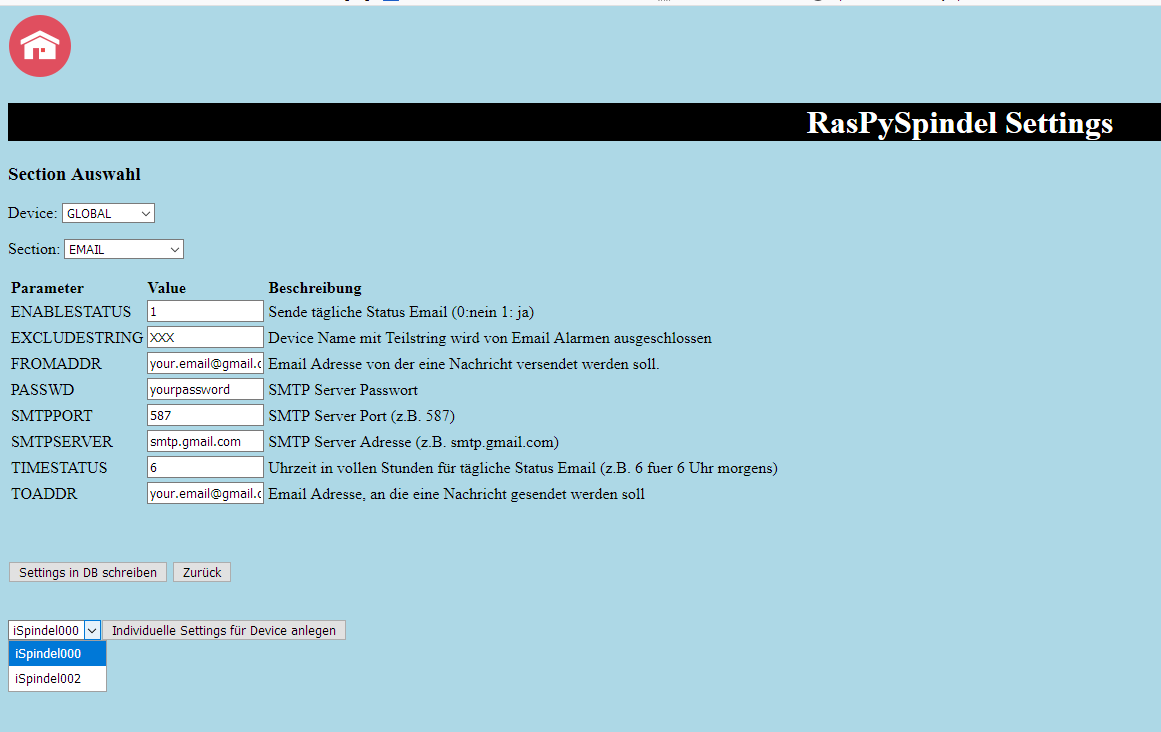 RasPySpindel Settings
Section Auswahl
Device: GLOBAL
Section: EMAIL
Parameter Value Beschreibung
ENABLESTATUS 1 Sende tägliche Status Email (0:nein 1: ja)
EXCLUDESTRING XXX Device Name mit Teilstring wird von Email Alarmen ausgeschlossen
FROMADDR your.email@gmail.c Email Adresse von der eine Nachricht versendet werden soll.
PASSWD yourpassword SMTP Server Passwort
SMTPPORT 587 SMTP Server Port (z.B. 587)
SMTPSERVER smtp.gmail.com SMTP Server Adresse (z.B. smtp.gmail.com)
TIMESTATUS 6 Uhrzeit in vollen Stunden für tägliche Status Email (z.B. 6 fuer 6 Uhr morgens)
TOADDR your.email@gmail.c Email Adresse, an die eine Nachricht gesendet werden soll
Settings in DB schreiben Zurück
iSpindel000 Individuelle Settings für Device anlegen
iSpindel000
iSpindel002